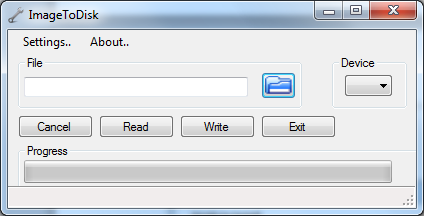 ImageToDisk
Settings.. About..
File Device
Cancel Read Write Exit
Progress